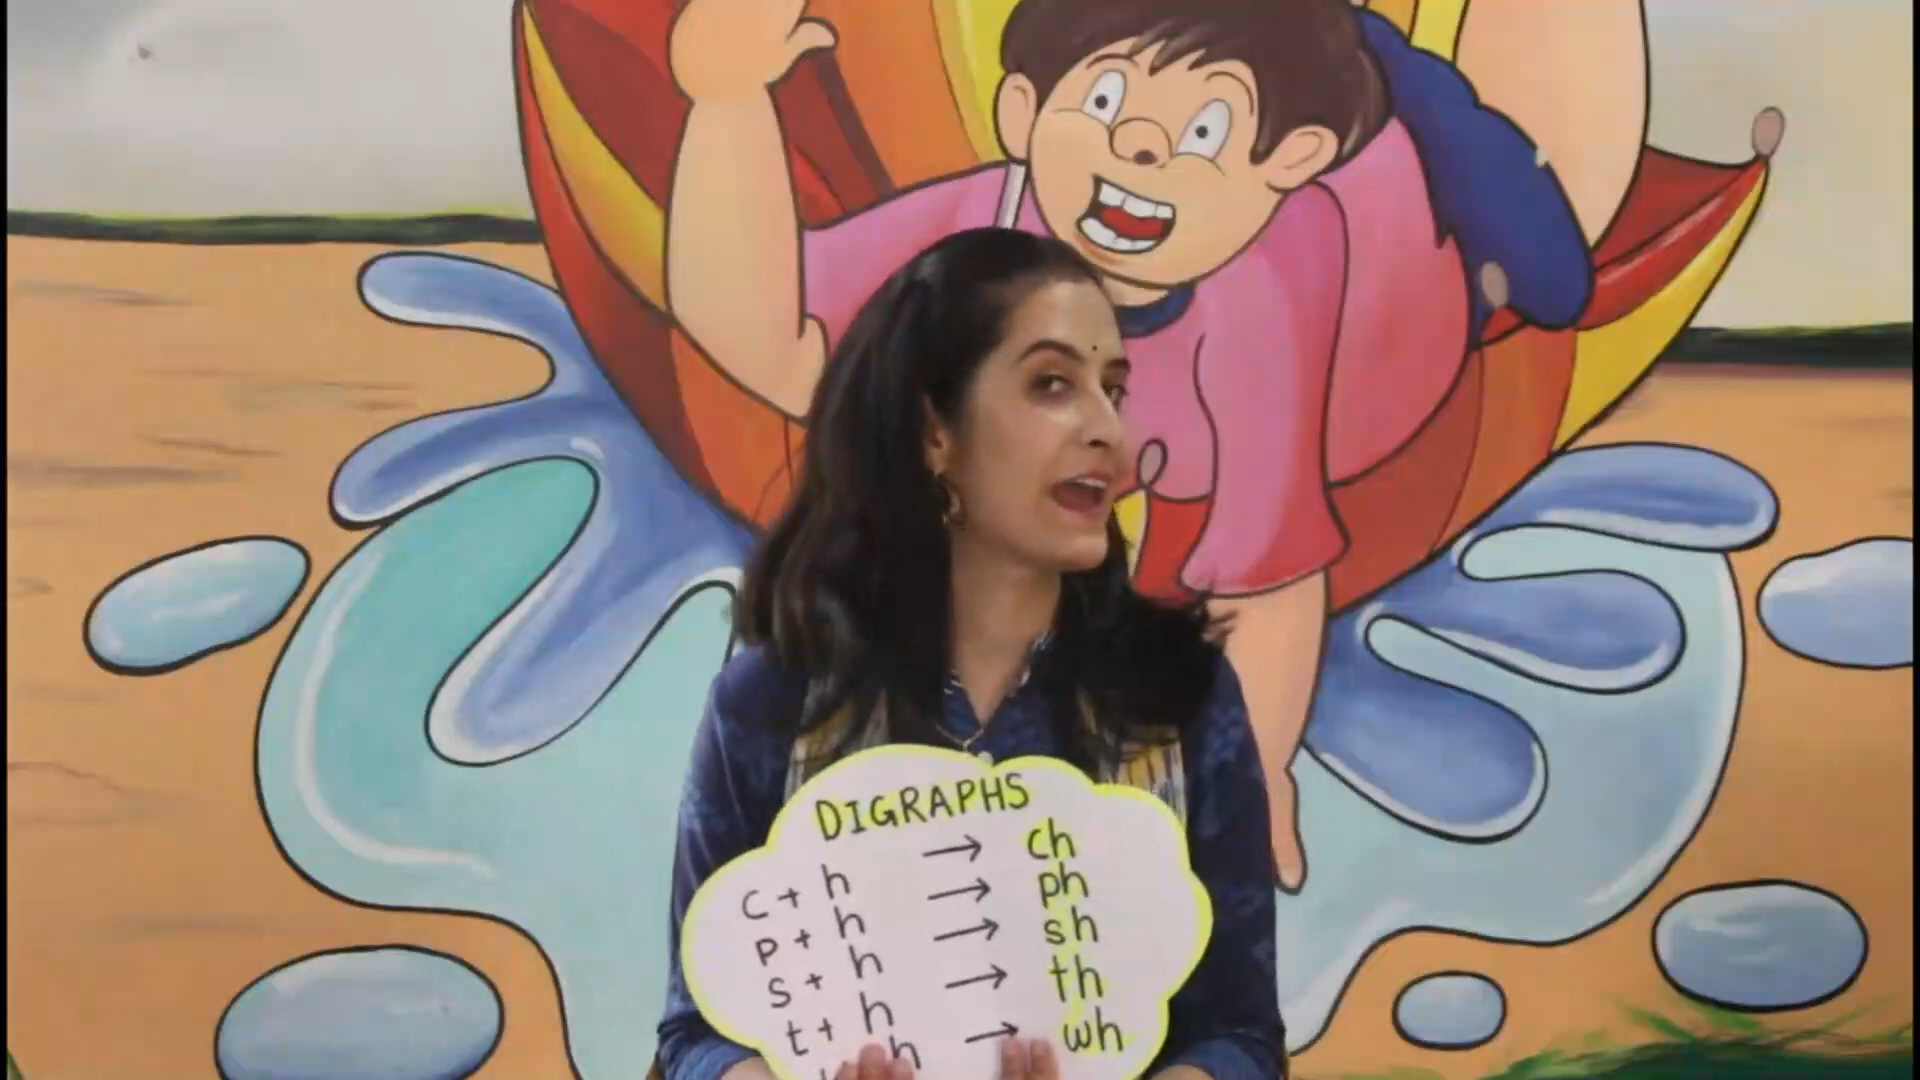 DIGRAPHS
c + h → ch
p + h → ph
s + h → sh
t + h → th
h → wh